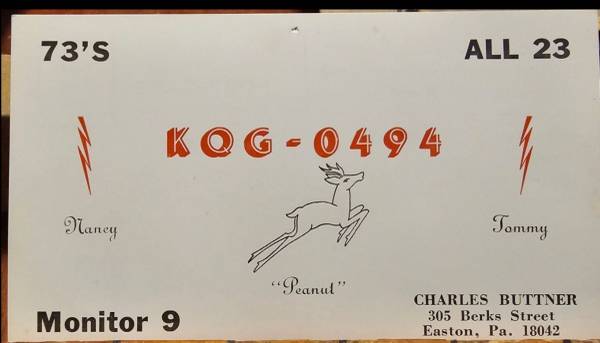 73'S
ALL 23
KQG-0494
Nancy
Tommy
"Peanut"
Monitor 9
CHARLES BUTTNER
305 Berks Street
Easton, Pa. 18042